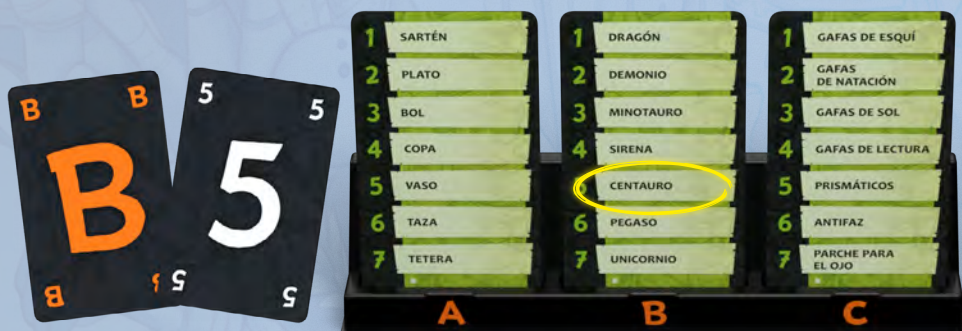 B B
B
B B
5 5
5
5 5
1 SARTÉN
2 PLATO
3 BOL
4 COPA
5 VASO
6 TAZA
7 TETERA
A
1 DRAGÓN
2 DEMONIO
3 MINOTAURO
4 SIRENA
CENTAURO
6 PEGASO
7 UNICORNIO
B
1 GAFAS DE ESQUÍ
2 GAFAS
DE NATACIÓN
3 GAFAS DE SOL
4 GAFAS DE LECTURA
5 PRISMÁTICOS
6 ANTIFAZ
7 PARCHE PARA
EL OJO
C